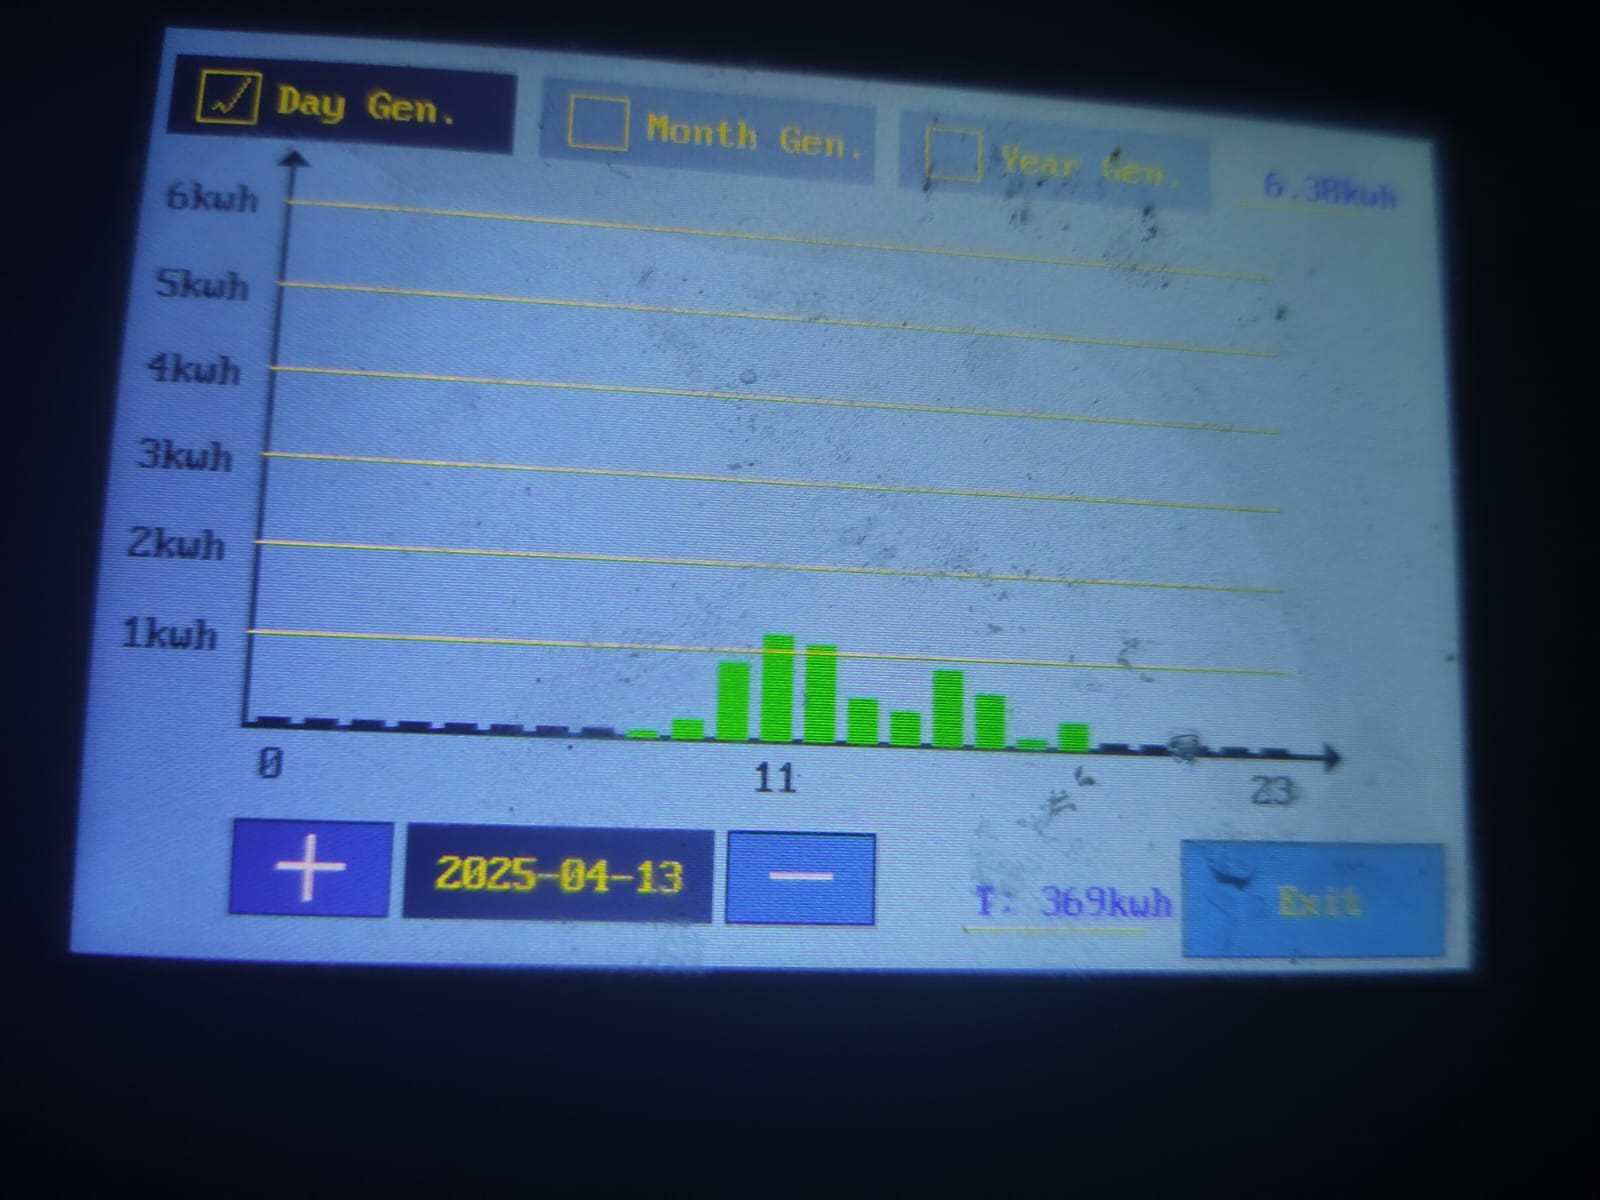 Day Gen.
Month Gen.
Year Gen.
6.38kwh
6kwh
5kwh
4kwh
3kwh
2kwh
1kwh
0
11
23
2025-04-13
T: 369kwh
Exit